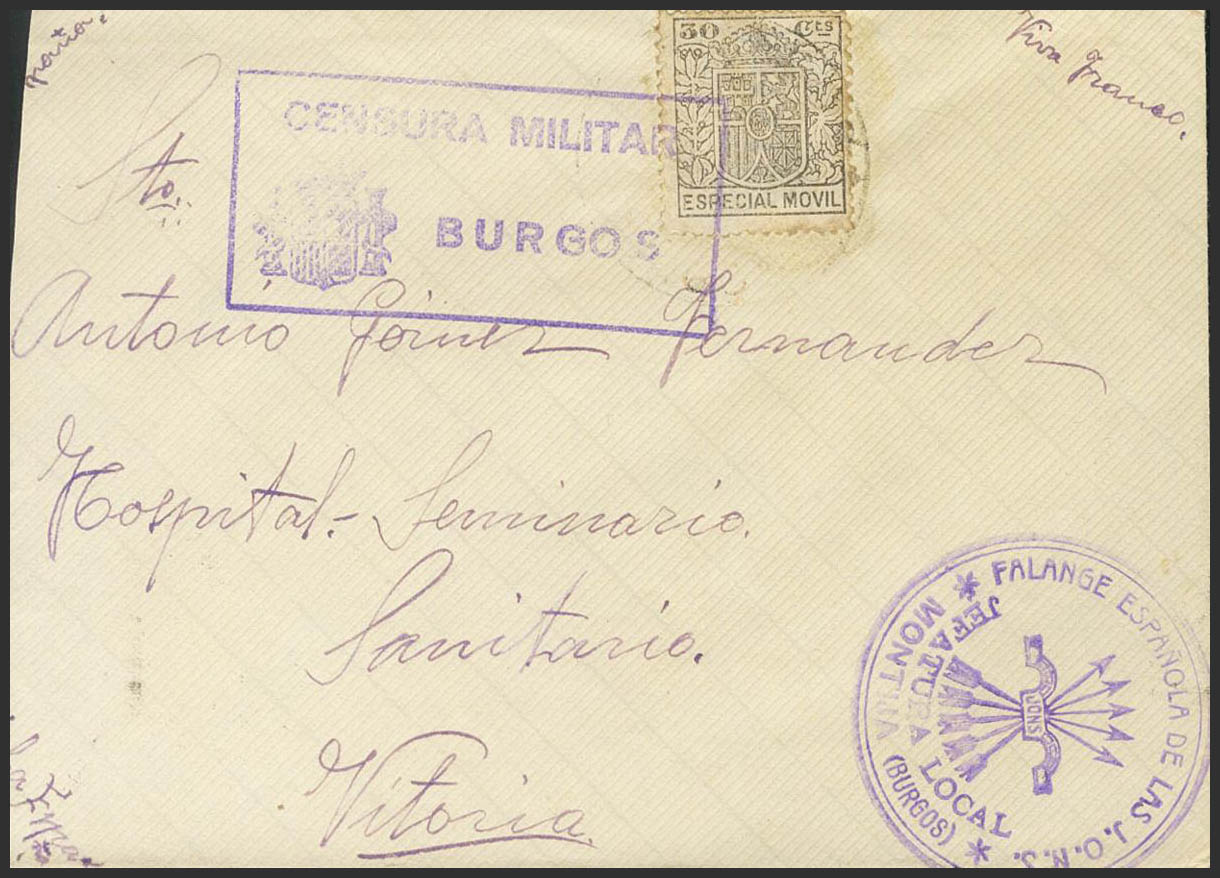 30 Cts
ESPECIAL MOVIL
Viva Franco.
CENSURA MILITAR
BURGOS
Sto.
Antonio Gómez Fernandez
Hospital.- Seminario.
Sanitario.
Vitoria
FALANGE ESPAÑOLA DE LAS J.O.N.S.
JEFATURA LOCAL
(BURGOS)
JONS